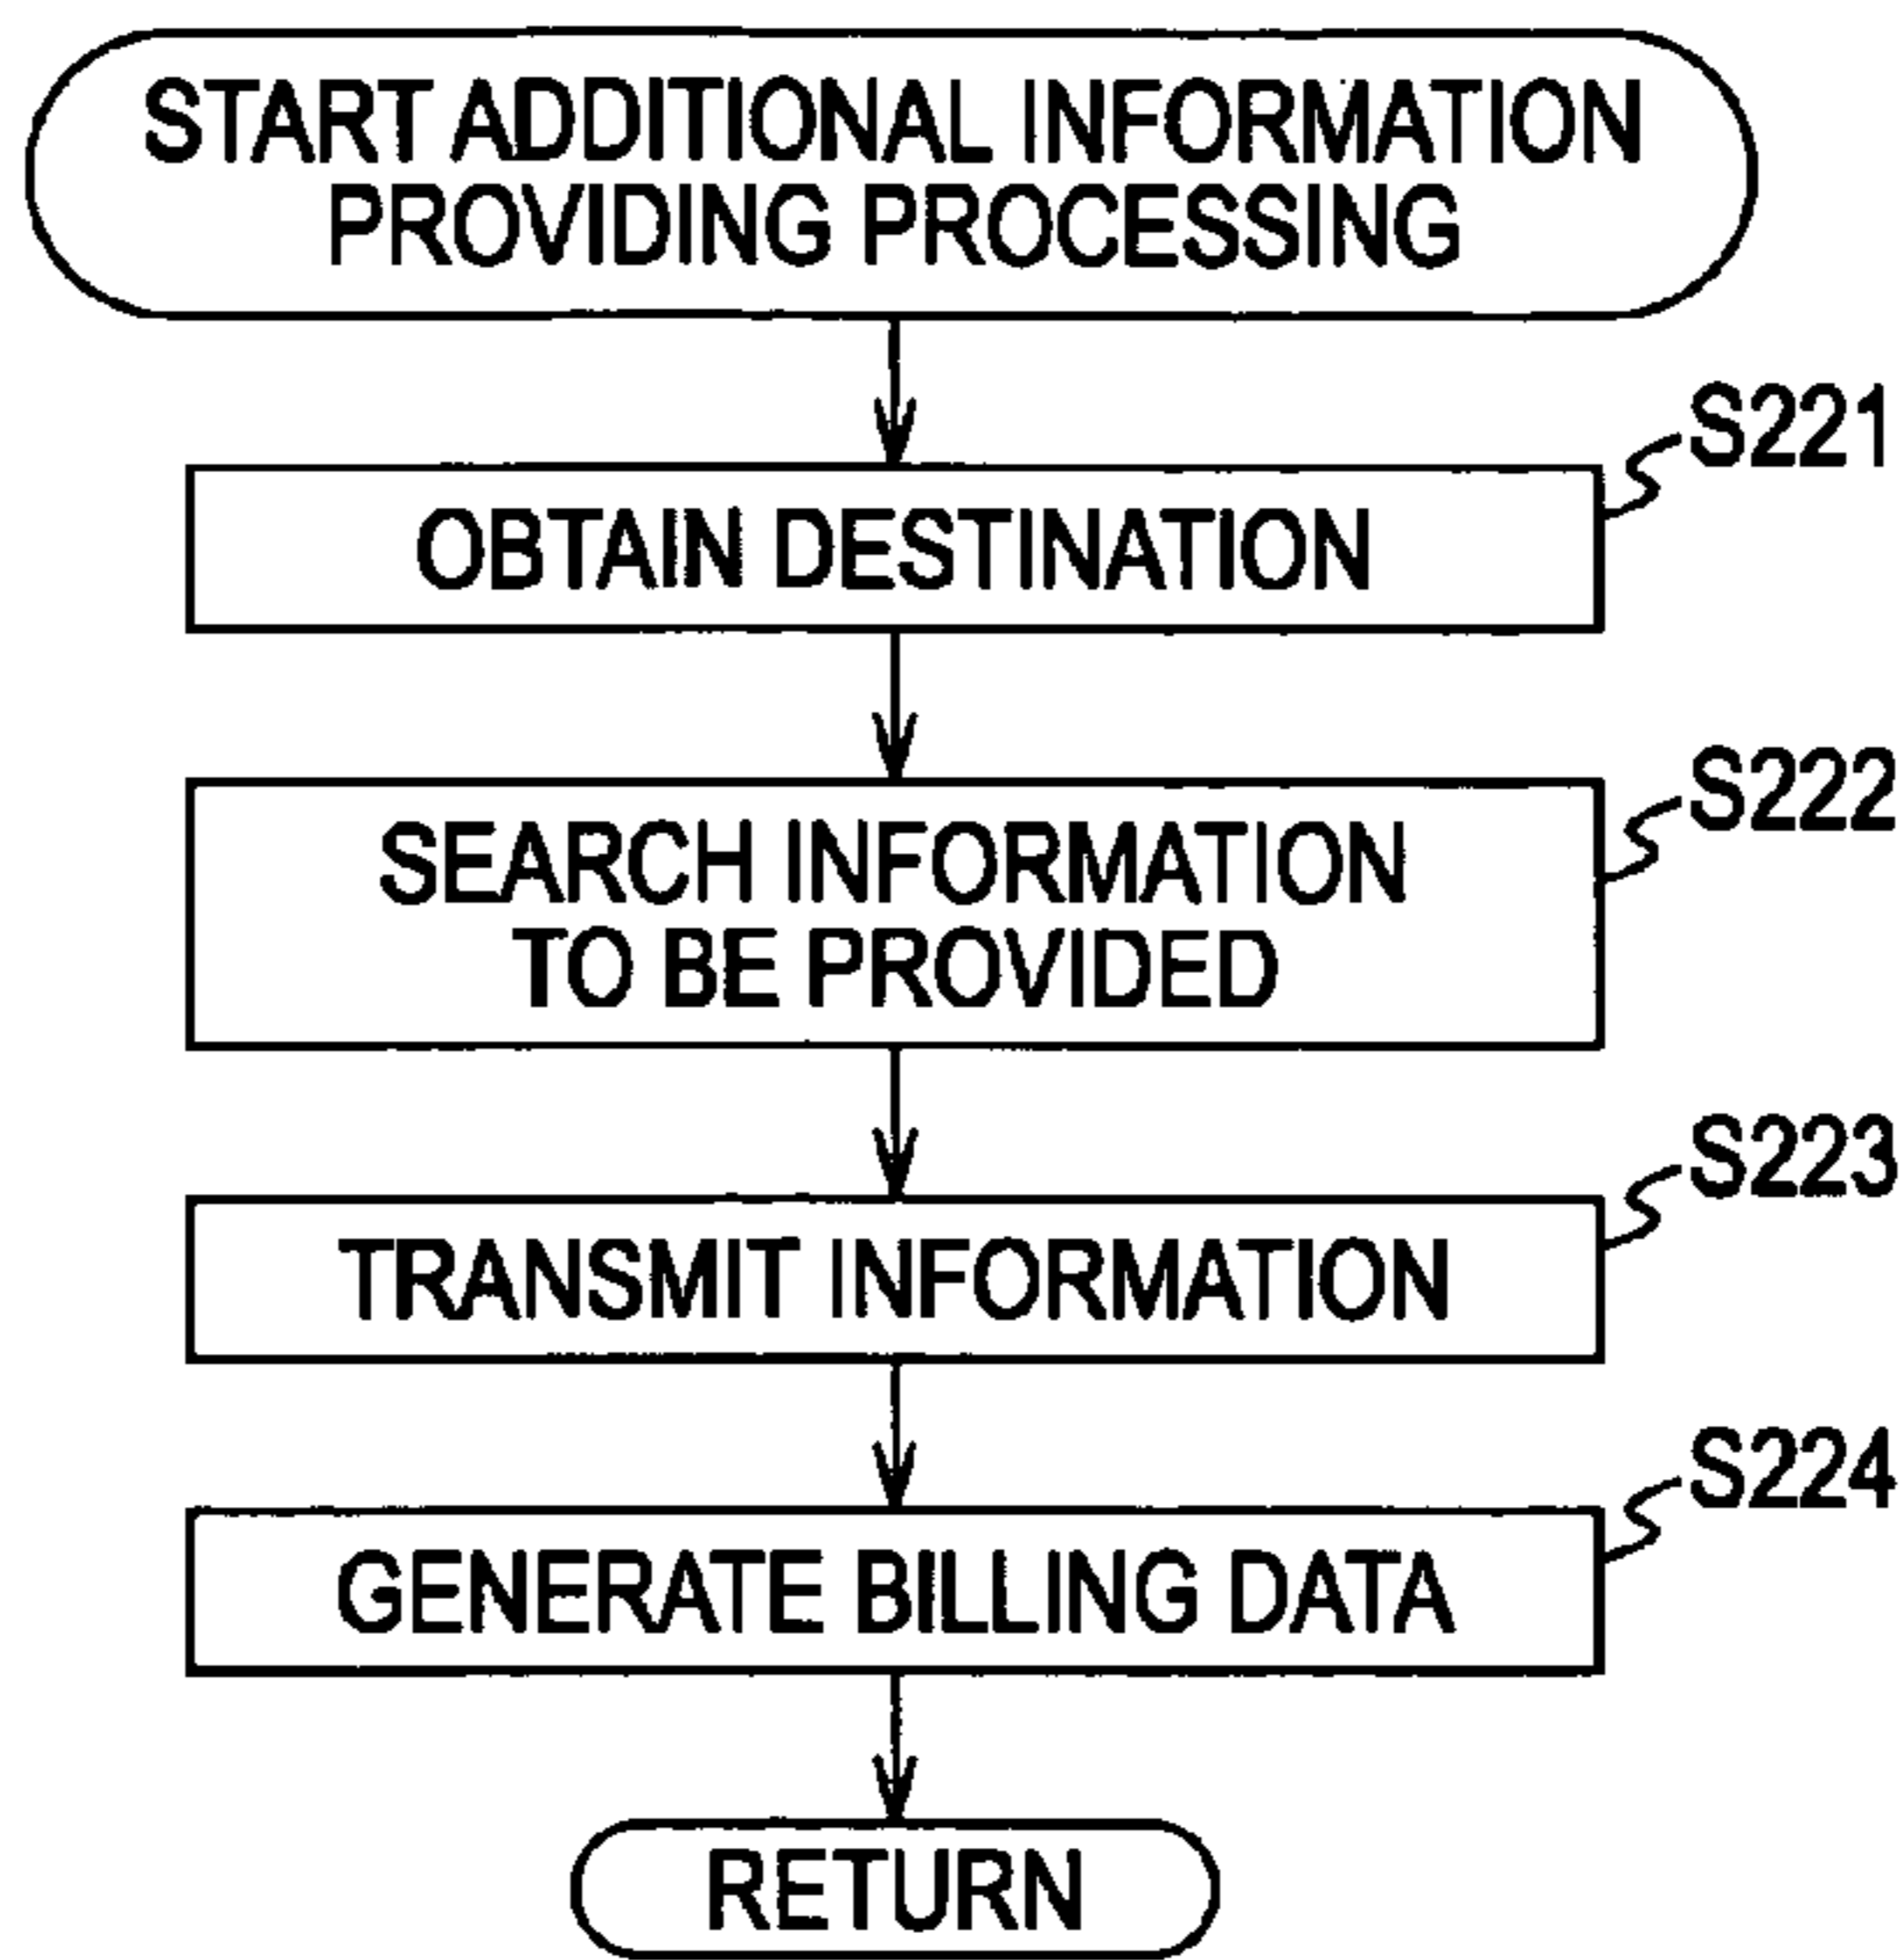 START ADDITIONAL INFORMATION
PROVIDING PROCESSING
S221
OBTAIN DESTINATION
S222
SEARCH INFORMATION
TO BE PROVIDED
S223
TRANSMIT INFORMATION
S224
GENERATE BILLING DATA
RETURN